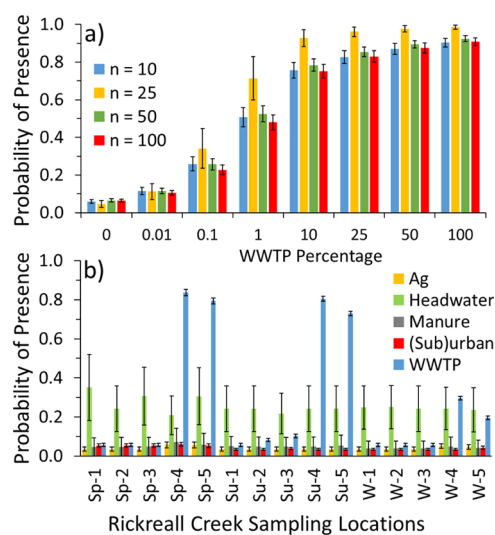 a)
Probability of Presence
1.0
0.8
0.6
0.4
0.2
0.0
n = 10
n = 25
n = 50
n = 100
0 0.01 0.1 1 10 25 50 100
WWTP Percentage
b)
Probability of Presence
1.0
0.8
0.6
0.4
0.2
0.0
Ag
Headwater
Manure
(Sub)urban
WWTP
Sp-1 Sp-2 Sp-3 Sp-4 Sp-5 Su-1 Su-2 Su-3 Su-4 Su-5 W-1 W-2 W-3 W-4 W-5
Rickreall Creek Sampling Locations